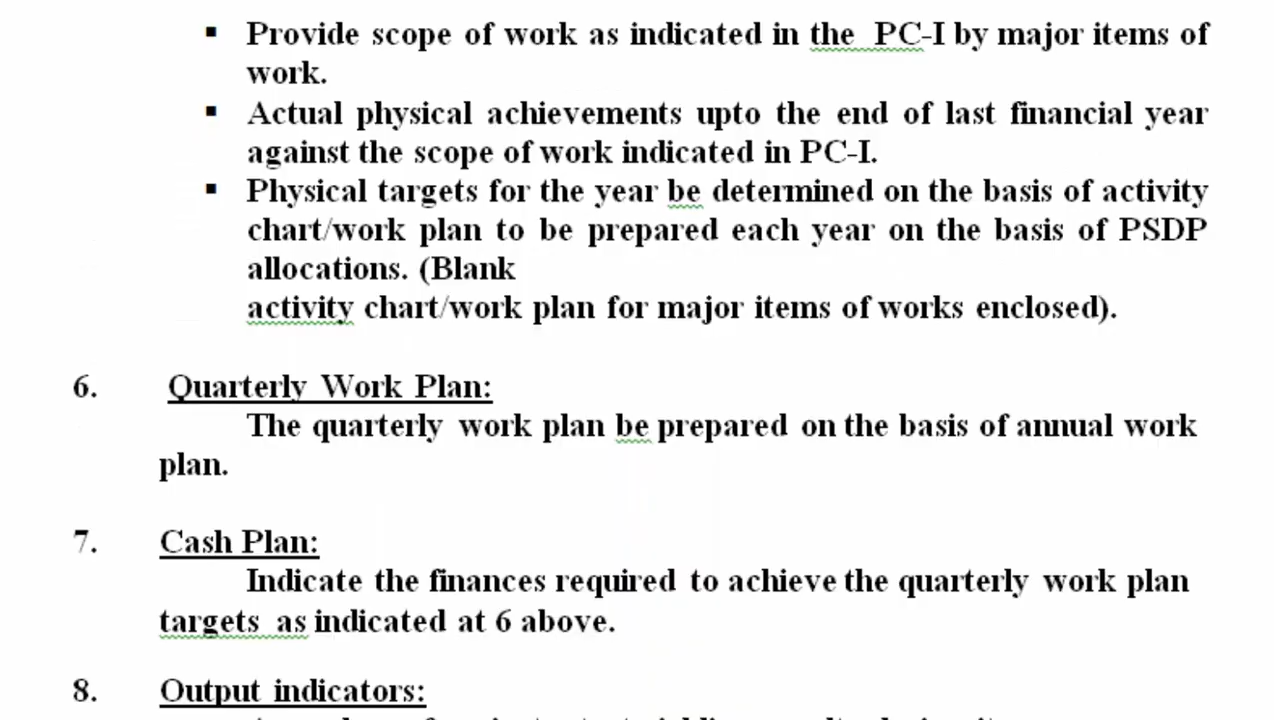 ▪ Provide scope of work as indicated in the PC-I by major items of
work.
▪ Actual physical achievements upto the end of last financial year
against the scope of work indicated in PC-I.
▪ Physical targets for the year be determined on the basis of activity
chart/work plan to be prepared each year on the basis of PSDP
allocations. (Blank
activity chart/work plan for major items of works enclosed).
6. Quarterly Work Plan:
The quarterly work plan be prepared on the basis of annual work
plan.
7. Cash Plan:
Indicate the finances required to achieve the quarterly work plan
targets as indicated at 6 above.
8. Output indicators: